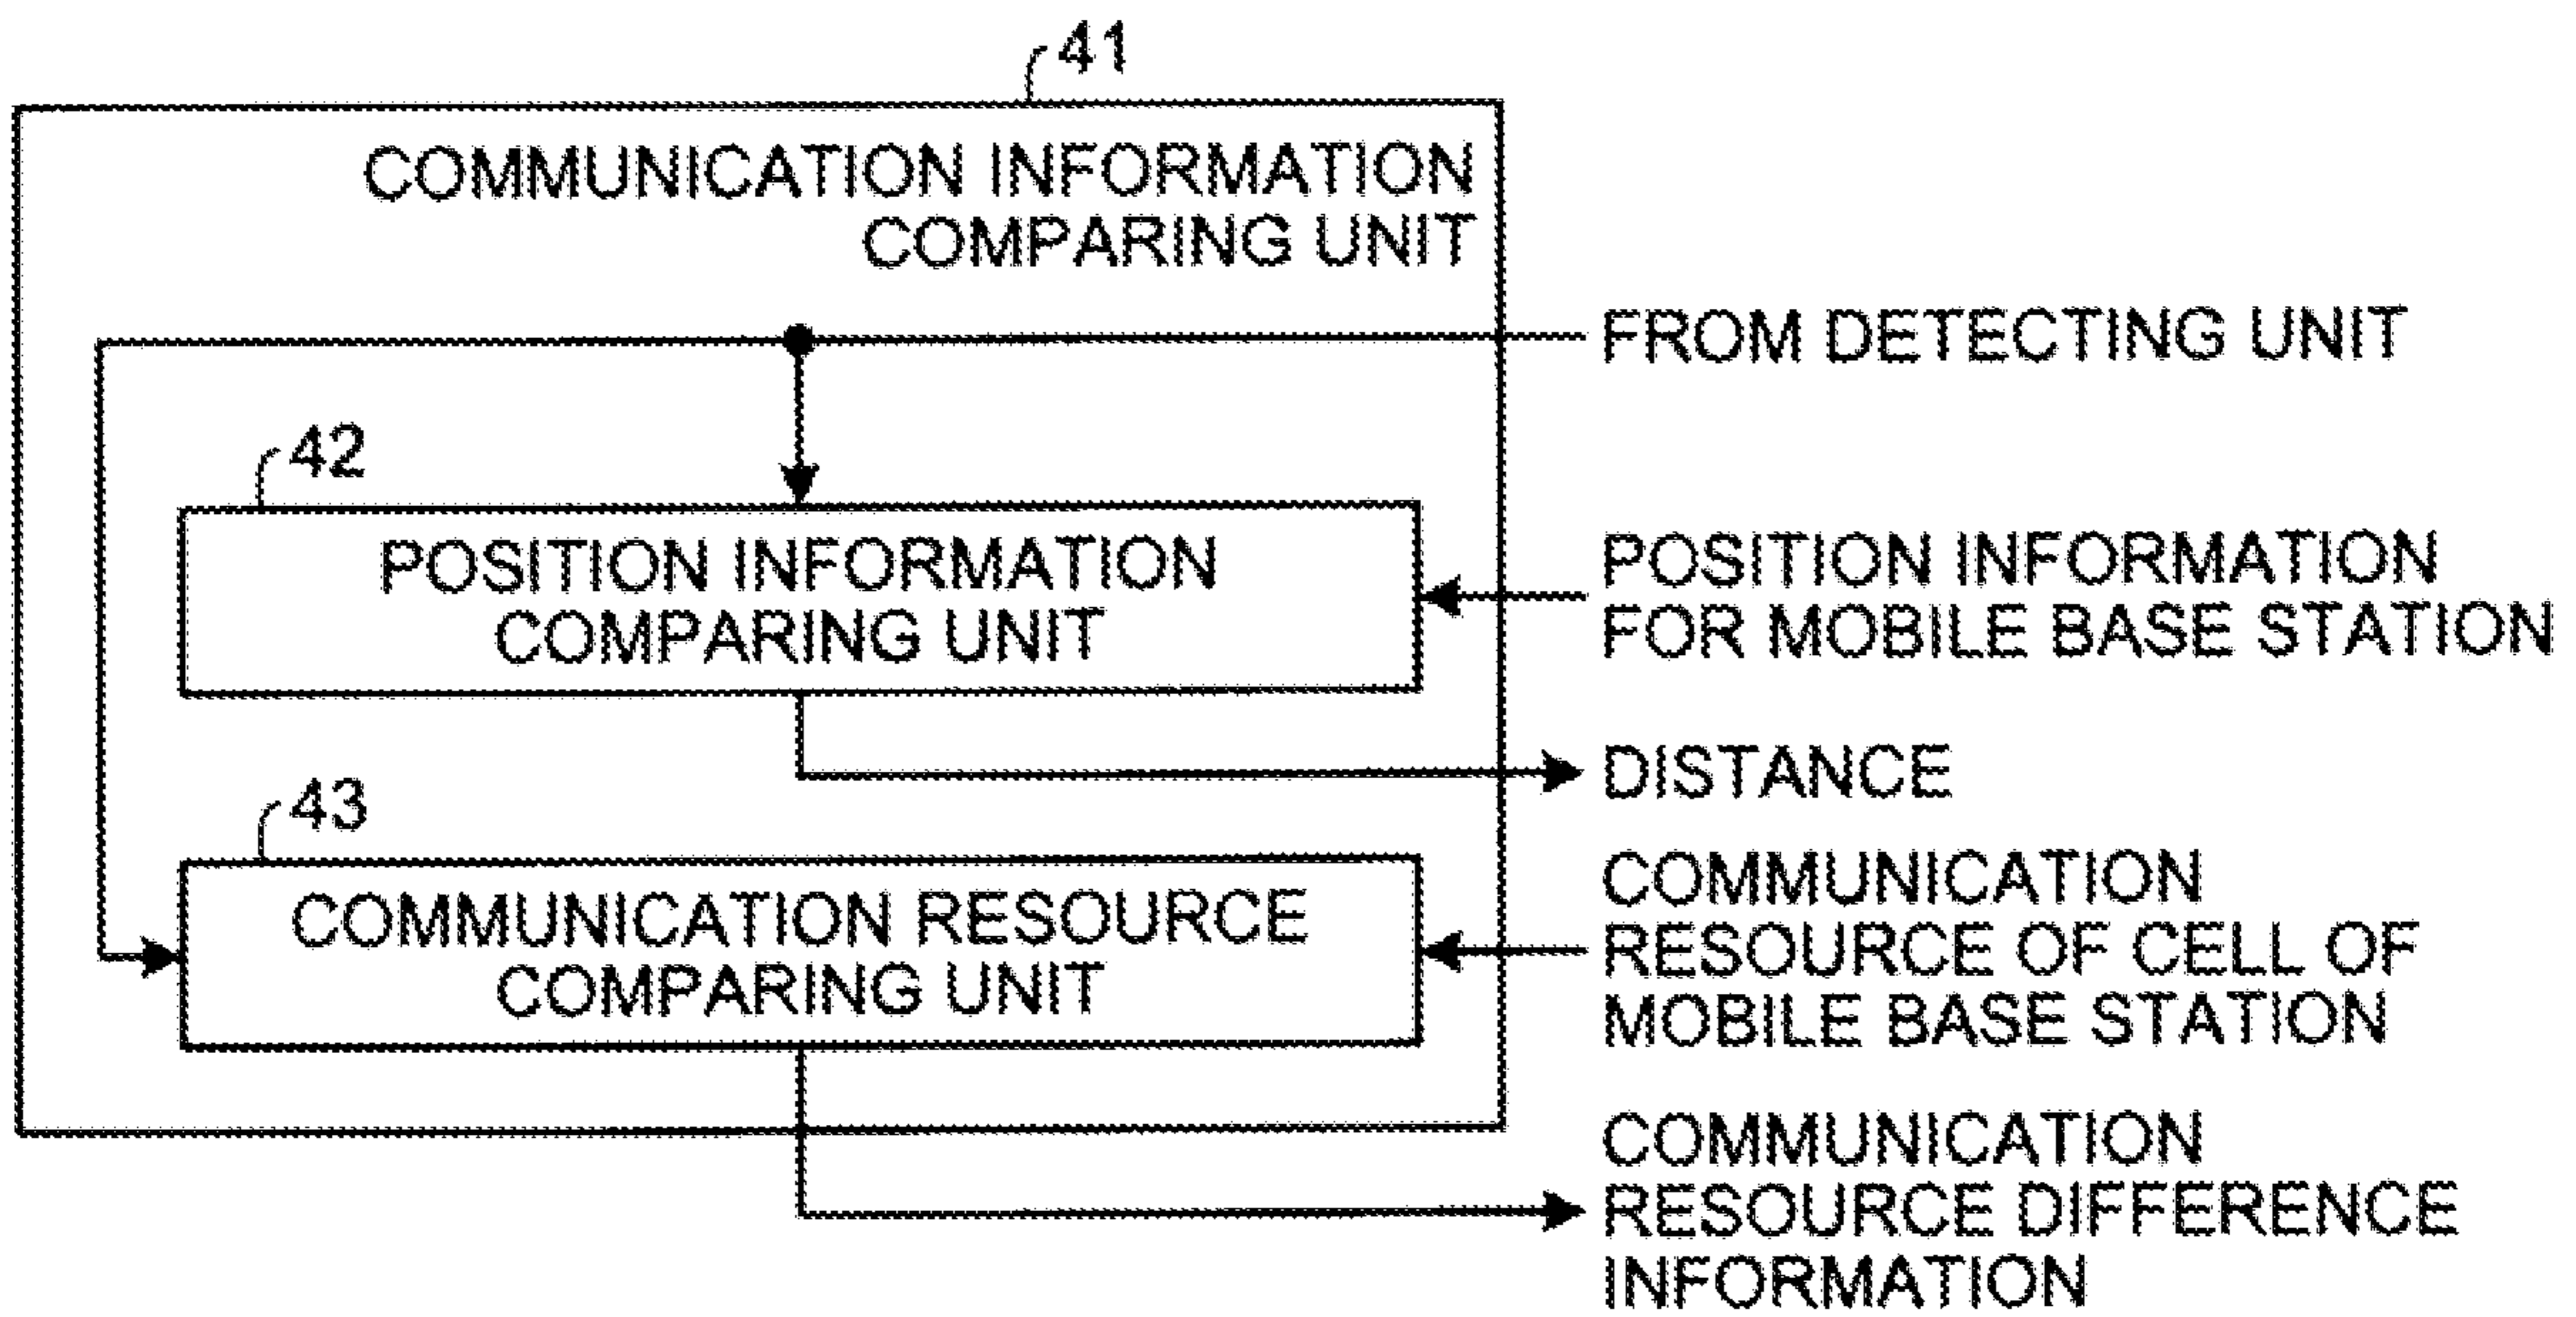 41
COMMUNICATION INFORMATION
COMPARING UNIT
FROM DETECTING UNIT
42
POSITION INFORMATION
COMPARING UNIT
POSITION INFORMATION
FOR MOBILE BASE STATION
DISTANCE
43
COMMUNICATION RESOURCE
COMPARING UNIT
COMMUNICATION
RESOURCE OF CELL OF
MOBILE BASE STATION
COMMUNICATION
RESOURCE DIFFERENCE
INFORMATION